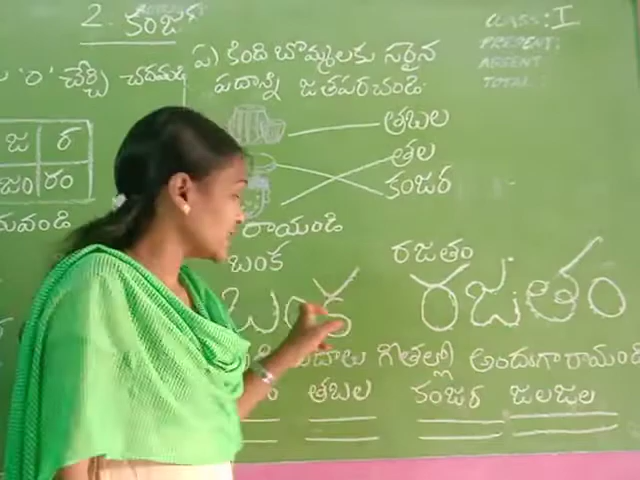 2. కంజర
CLASS: I
PRESENT:
ABSENT
TOTAL:
'ం' చేర్చి చదవండి
ఏ) కింది బొమ్మలకు సరైన
పదాన్ని జతపరచండి
తబల
తల
కంజర
జ ర
జం రం
రాయండి
బంక
రజతం
బంక రజతం
పదాలు గీతల్లో అందంగా రాయండి
తబల కంజర జలజల